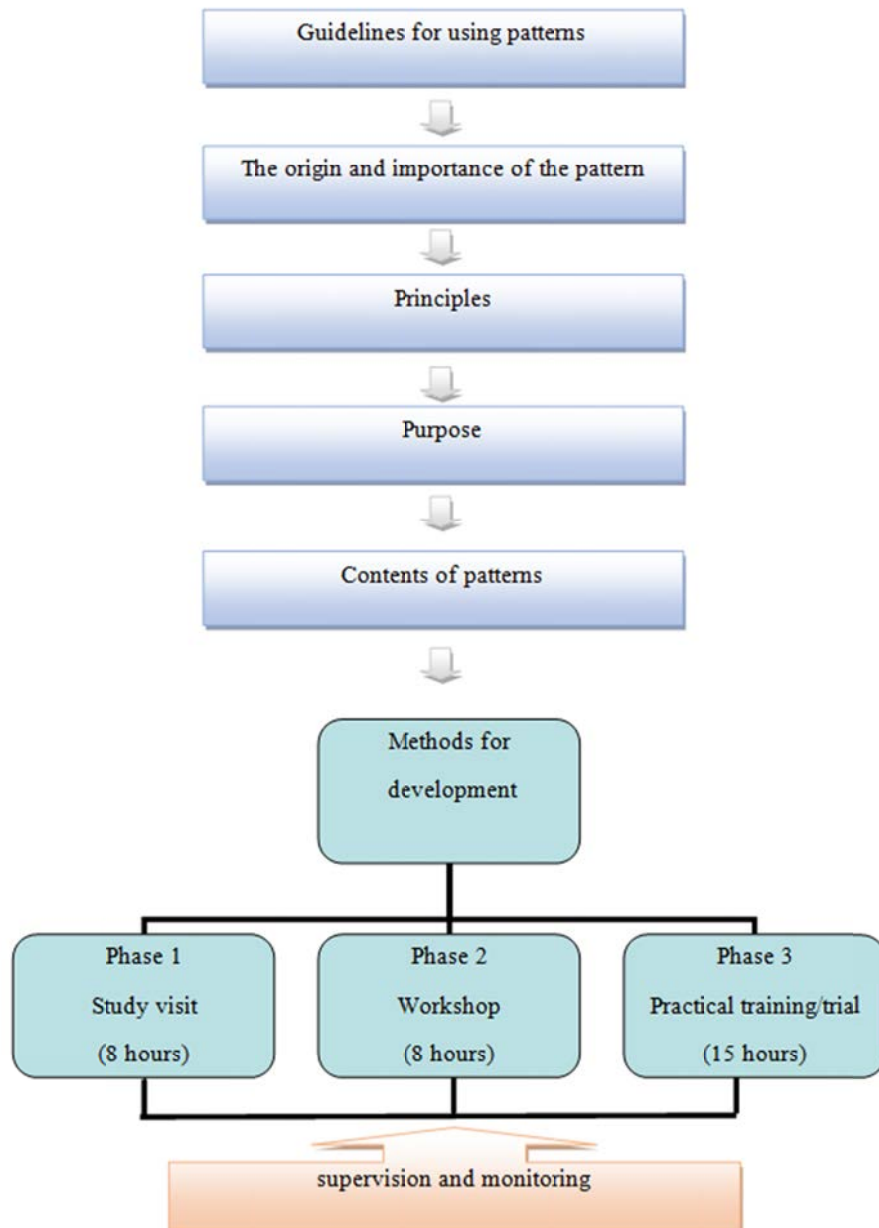 Guidelines for using patterns
The origin and importance of the pattern
Principles
Purpose
Contents of patterns
Methods for
development
Phase 1
Study visit
(8 hours)
Phase 2
Workshop
(8 hours)
Phase 3
Practical training/trial
(15 hours)
supervision and monitoring